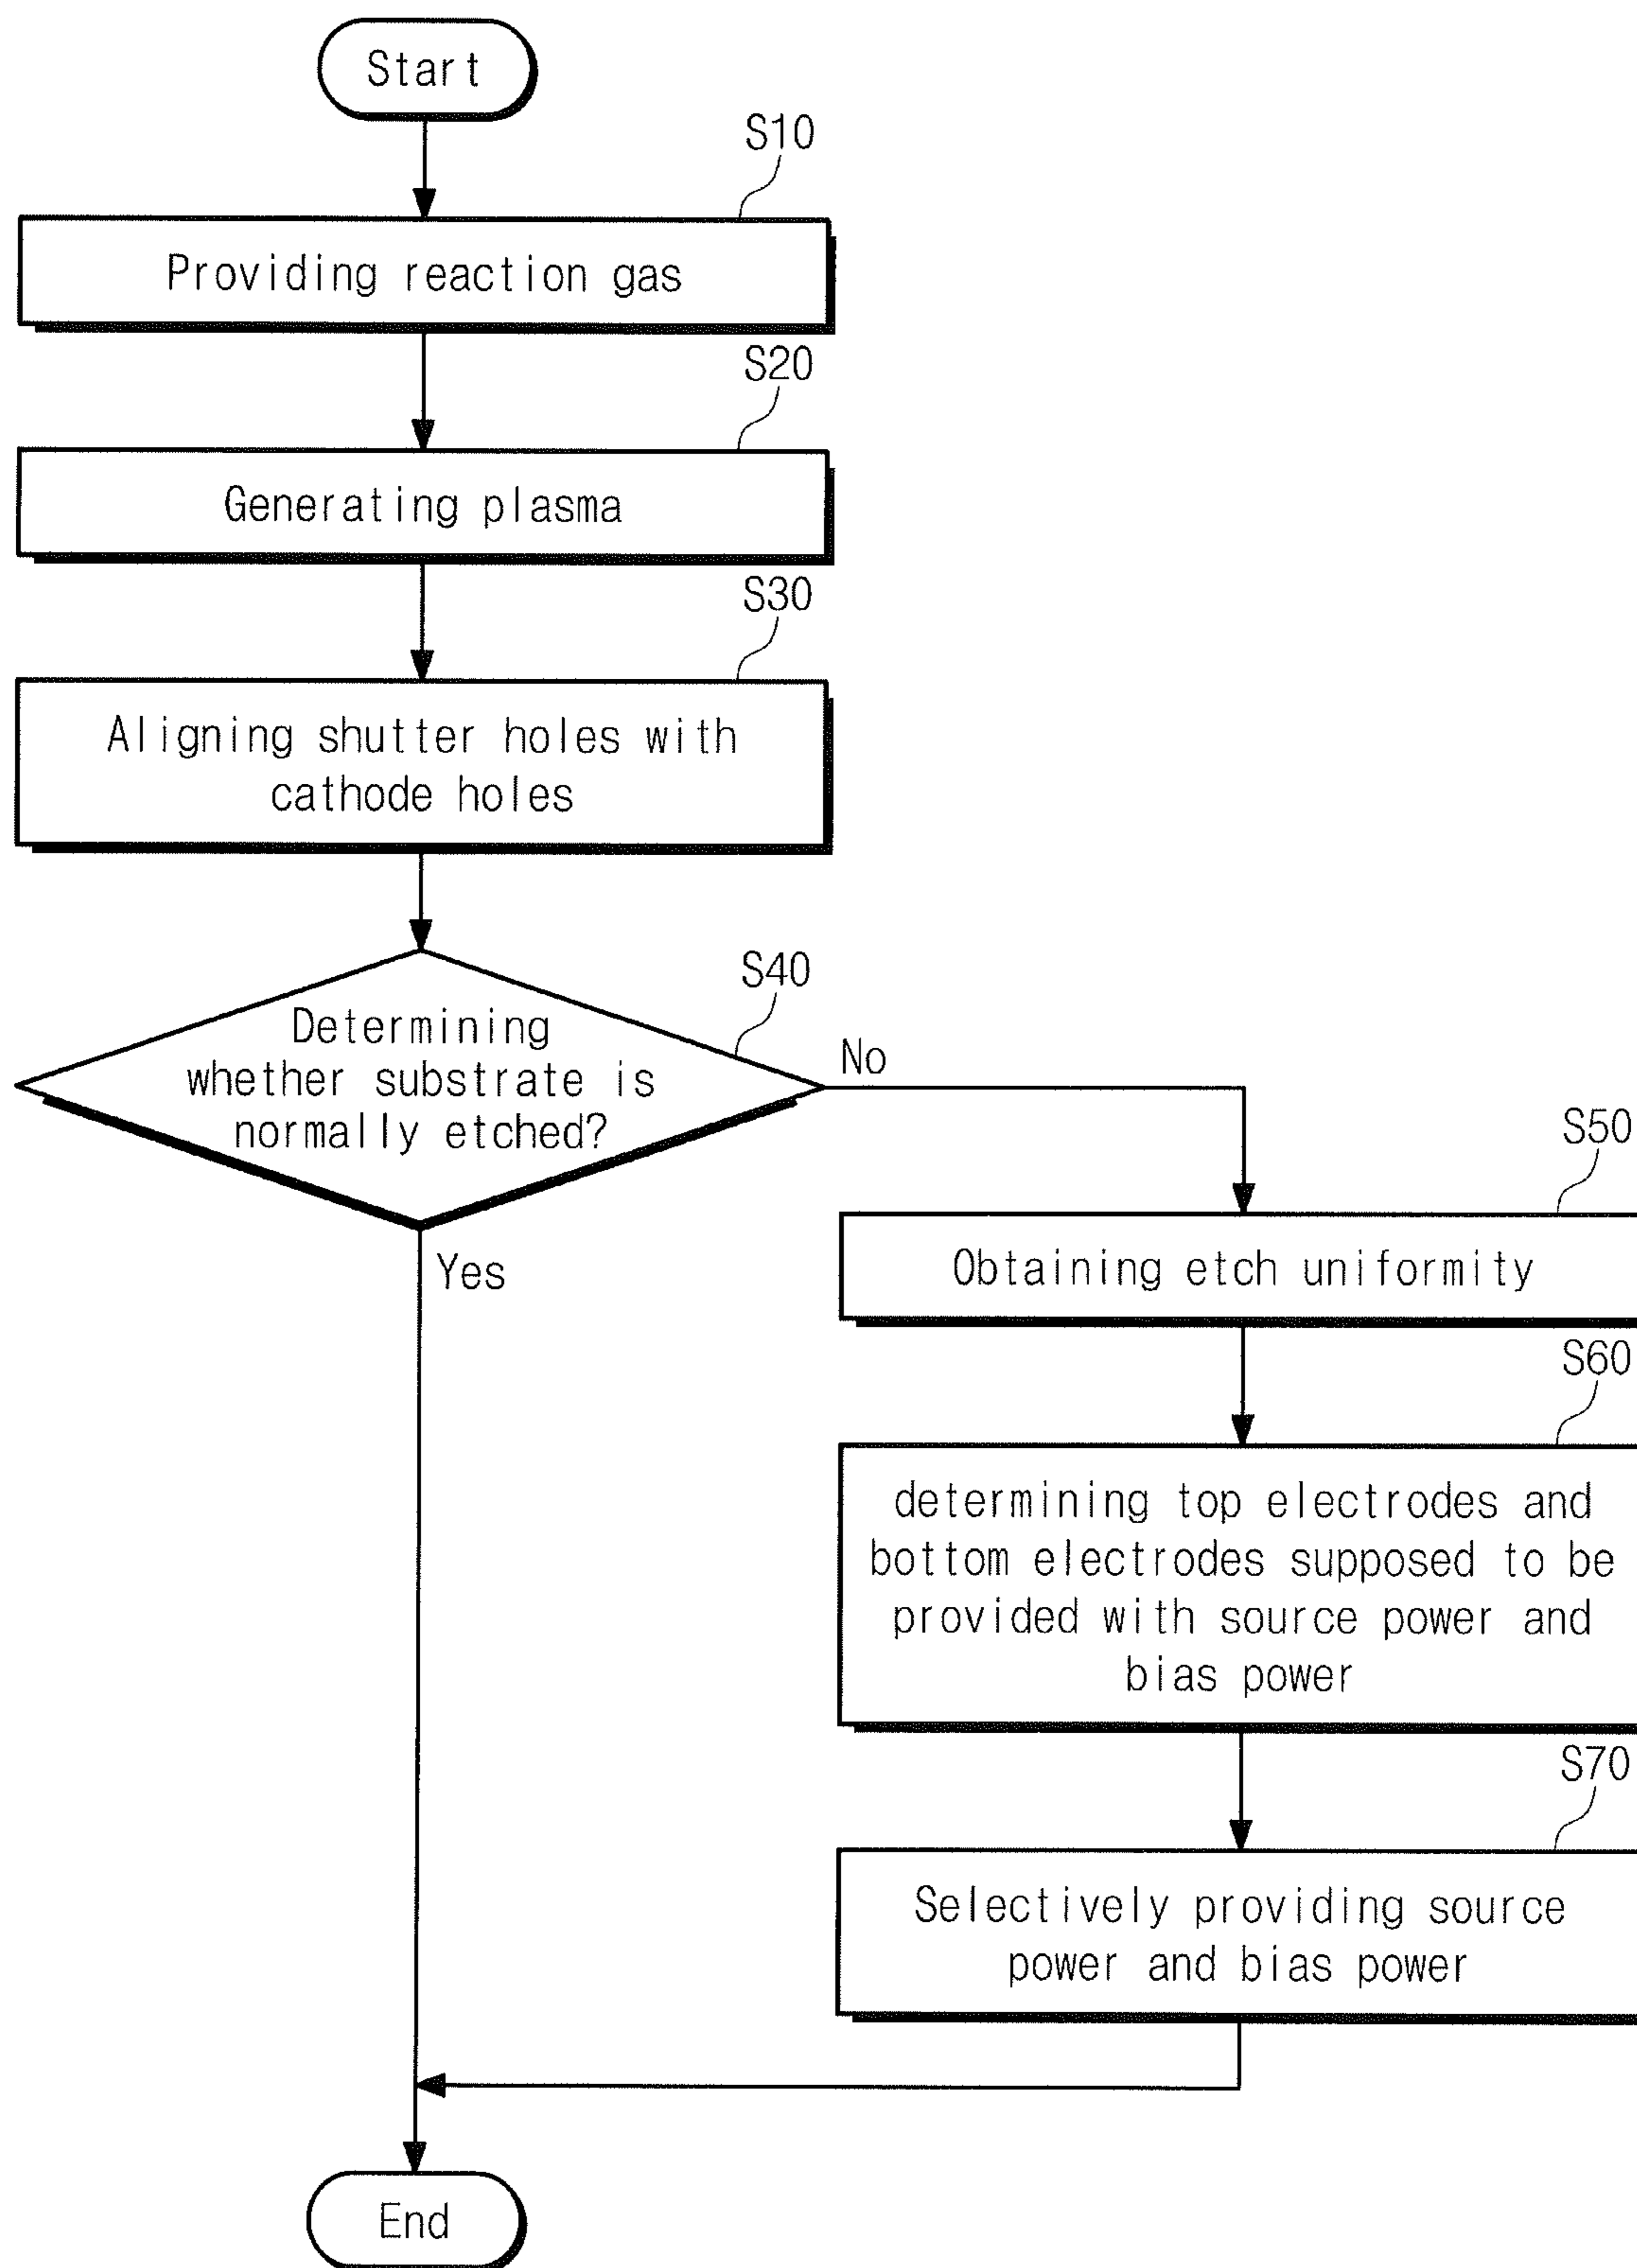 Start
S10
Providing reaction gas
S20
Generating plasma
S30
Aligning shutter holes with
cathode holes
S40
Determining
whether substrate is
normally etched?
No
Yes
S50
Obtaining etch uniformity
S60
determining top electrodes and
bottom electrodes supposed to be
provided with source power and
bias power
S70
Selectively providing source
power and bias power
End